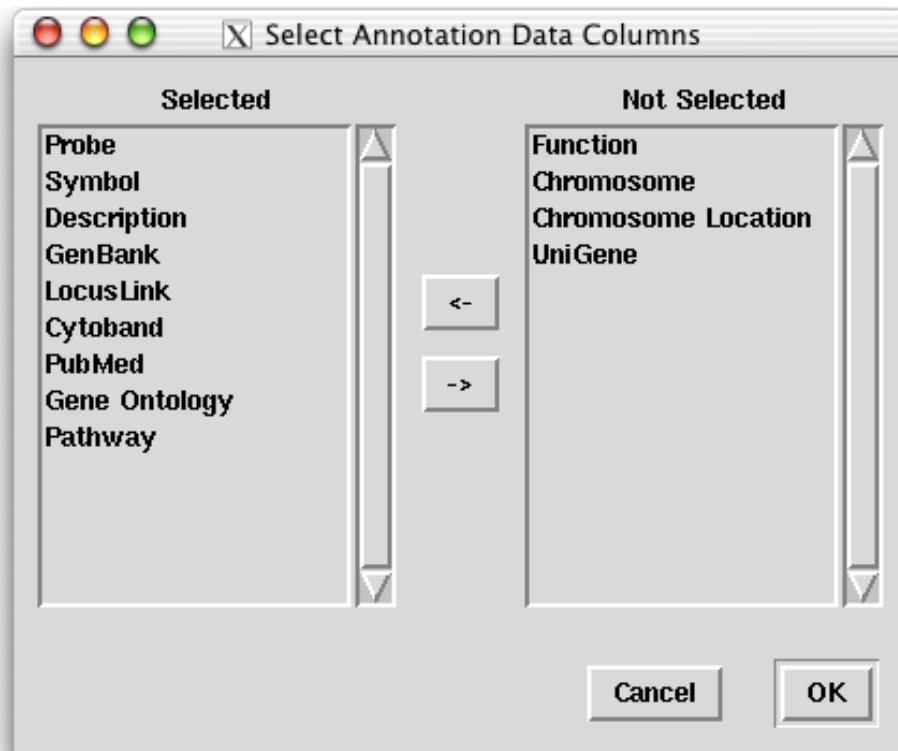 Select Annotation Data Columns
Selected
Probe
Symbol
Description
GenBank
LocusLink
Cytoband
PubMed
Gene Ontology
Pathway
<-
->
Not Selected
Function
Chromosome
Chromosome Location
UniGene
Cancel
OK